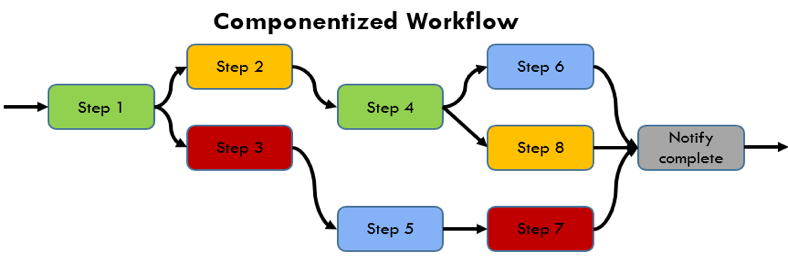 Componentized Workflow
Step 1
Step 2
Step 3
Step 4
Step 5
Step 6
Step 8
Step 7
Notify
complete